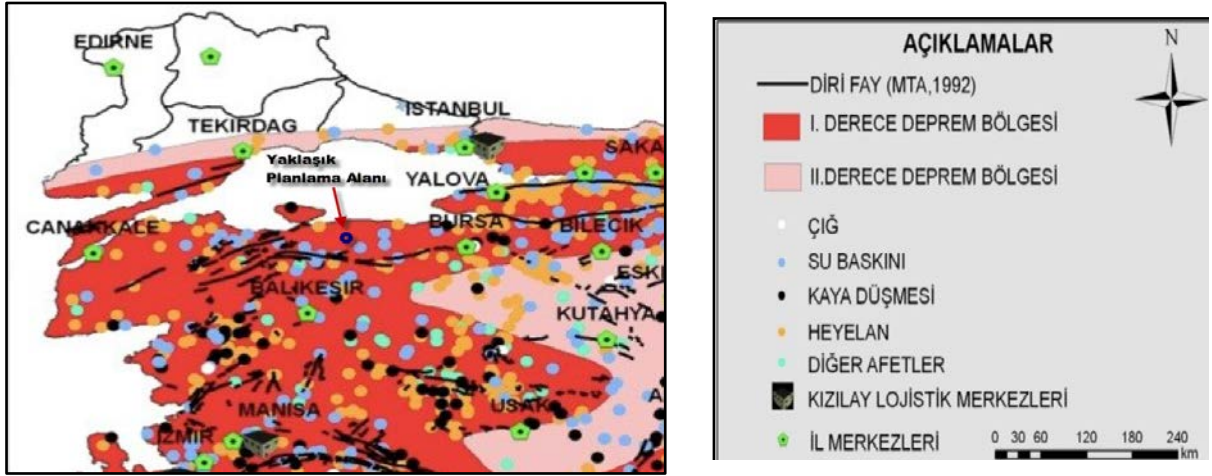 EDIRNE
ISTANBUL
TEKIRDAG
SAKA
Yaklaşık
Planlama Alanı
YALOVA
CANAKKALE
BURSA
BILECIK
ESKI
BALIKESIR
KUTAHYA
A
MANISA
USAK
IZMIR
AÇIKLAMALAR
N
DİRİ FAY (MTA,1992)
I. DERECE DEPREM BÖLGESİ
II.DERECE DEPREM BÖLGESİ
ÇIĞ
SU BASKINI
KAYA DÜŞMESİ
HEYELAN
DİĞER AFETLER
KIZILAY LOJİSTİK MERKEZLERİ
İL MERKEZLERİ
0 30 60 120 180 240
km